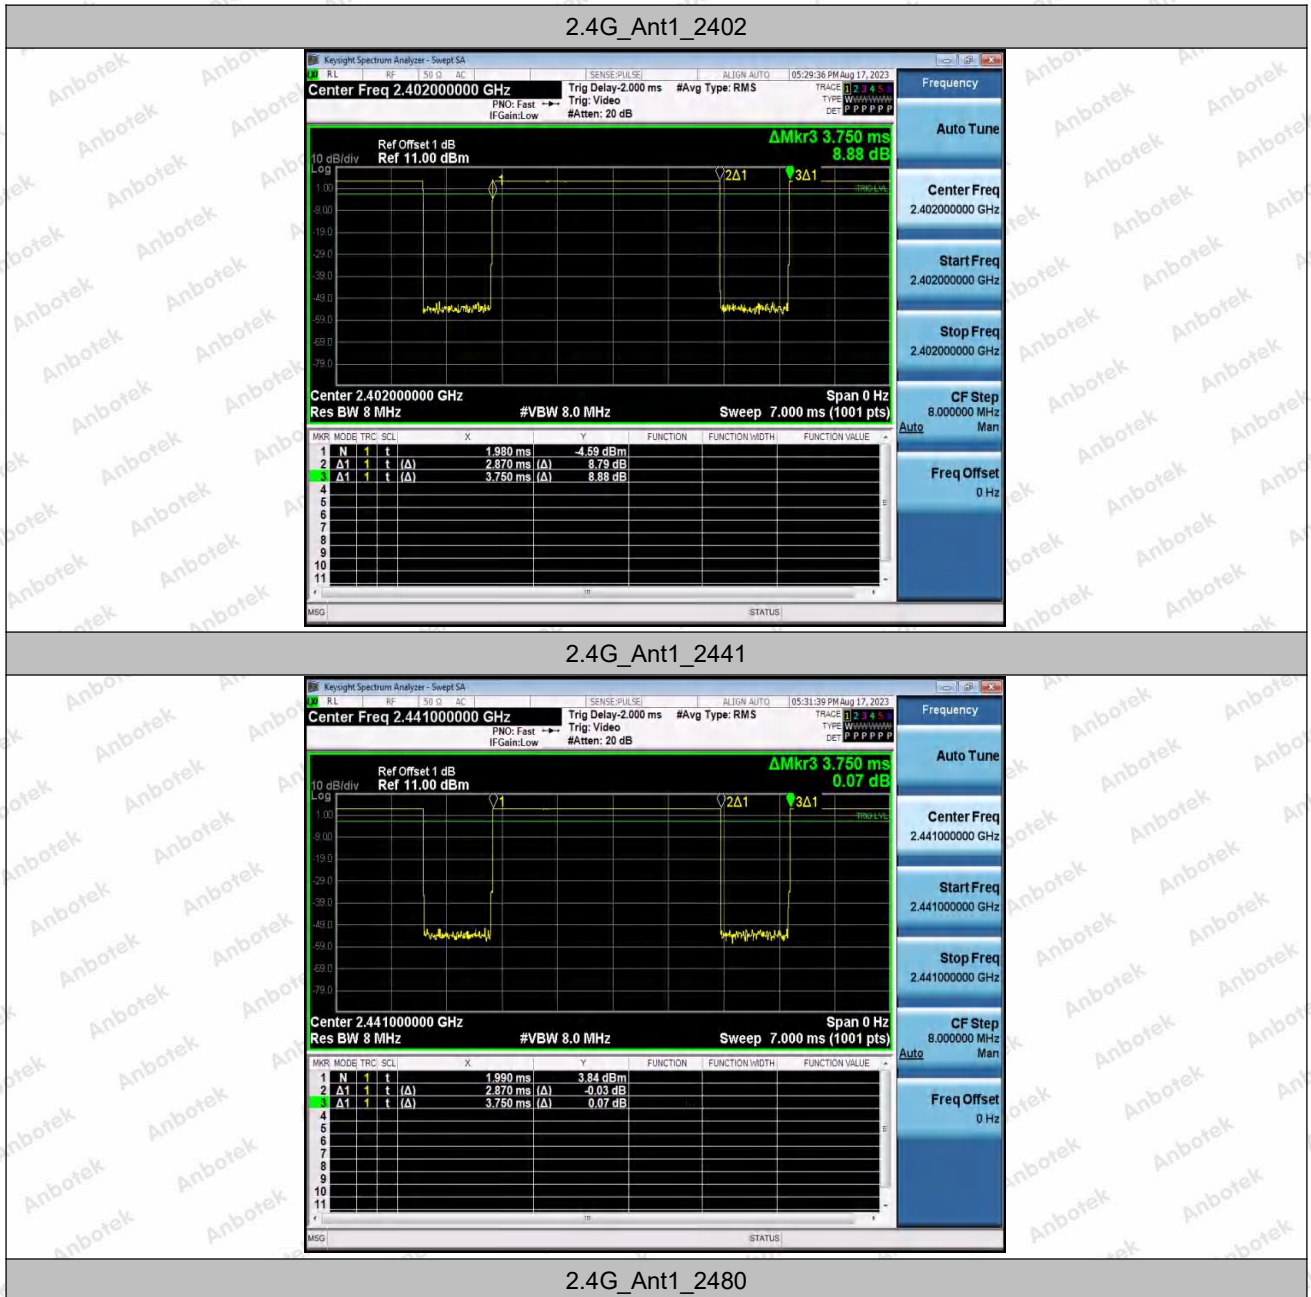 2.4G_Ant1_2402
Keysight Spectrum Analyzer - Swept SA
RL RF 50 Ω AC SENSE:PULSE ALIGN AUTO 05:29:36 PM Aug 17, 2023
Center Freq 2.402000000 GHz
Trig Delay-2.000 ms #Avg Type: RMS
TRACE 1 2 3 4 5 6
PNO: Fast Trig: Video
TYPE W
IFGain:Low #Atten: 20 dB
DET P P P P P P
Frequency
Auto Tune
ΔMkr3 3.750 ms
8.88 dB
Ref Offset 1 dB
10 dB/div Ref 11.00 dBm
Log
1 2Δ1 3Δ1
TRIG LVL
1.00
-9.00
-19.0
-29.0
-39.0
-49.0
-59.0
-69.0
-79.0
Center Freq
2.402000000 GHz
Start Freq
2.402000000 GHz
Stop Freq
2.402000000 GHz
Center 2.402000000 GHz Span 0 Hz
Res BW 8 MHz #VBW 8.0 MHz Sweep 7.000 ms (1001 pts)
CF Step
8.000000 MHz
Auto Man
MKR MODE TRC SCL X Y FUNCTION FUNCTION WIDTH FUNCTION VALUE
1 N 1 t 1.980 ms -4.59 dBm
2 Δ1 1 t (Δ) 2.870 ms (Δ) 8.79 dB
3 Δ1 1 t (Δ) 3.750 ms (Δ) 8.88 dB
4
5
6
7
8
9
10
11
Freq Offset
0 Hz
MSG STATUS
2.4G_Ant1_2441
Keysight Spectrum Analyzer - Swept SA
RL RF 50 Ω AC SENSE:PULSE ALIGN AUTO 05:31:39 PM Aug 17, 2023
Center Freq 2.441000000 GHz
Trig Delay-2.000 ms #Avg Type: RMS
TRACE 1 2 3 4 5 6
PNO: Fast Trig: Video
TYPE W
IFGain:Low #Atten: 20 dB
DET P P P P P P
Frequency
Auto Tune
ΔMkr3 3.750 ms
0.07 dB
Ref Offset 1 dB
10 dB/div Ref 11.00 dBm
Log
1 2Δ1 3Δ1
TRIG LVL
1.00
-9.00
-19.0
-29.0
-39.0
-49.0
-59.0
-69.0
-79.0
Center Freq
2.441000000 GHz
Start Freq
2.441000000 GHz
Stop Freq
2.441000000 GHz
Center 2.441000000 GHz Span 0 Hz
Res BW 8 MHz #VBW 8.0 MHz Sweep 7.000 ms (1001 pts)
CF Step
8.000000 MHz
Auto Man
MKR MODE TRC SCL X Y FUNCTION FUNCTION WIDTH FUNCTION VALUE
1 N 1 t 1.990 ms 3.84 dBm
2 Δ1 1 t (Δ) 2.870 ms (Δ) -0.03 dB
3 Δ1 1 t (Δ) 3.750 ms (Δ) 0.07 dB
4
5
6
7
8
9
10
11
Freq Offset
0 Hz
MSG STATUS
2.4G_Ant1_2480
Anbotek